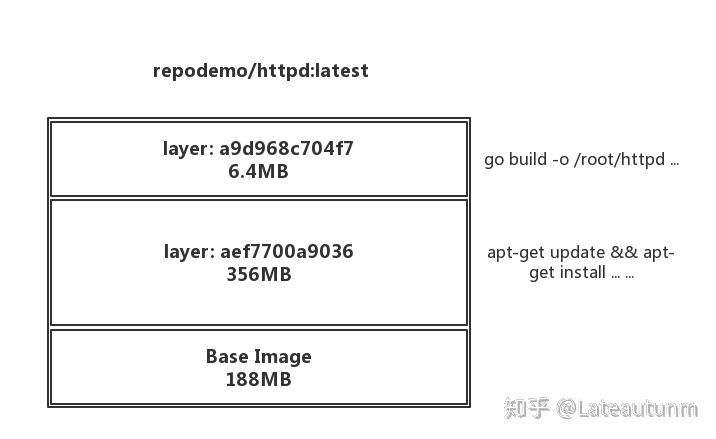 repodemo/httpd:latest
layer: a9d968c704f7
6.4MB
go build -o /root/httpd ...
layer: aef7700a9036
356MB
apt-get update && apt-
get install ... ...
Base Image
188MB
知乎 @Lateautunm